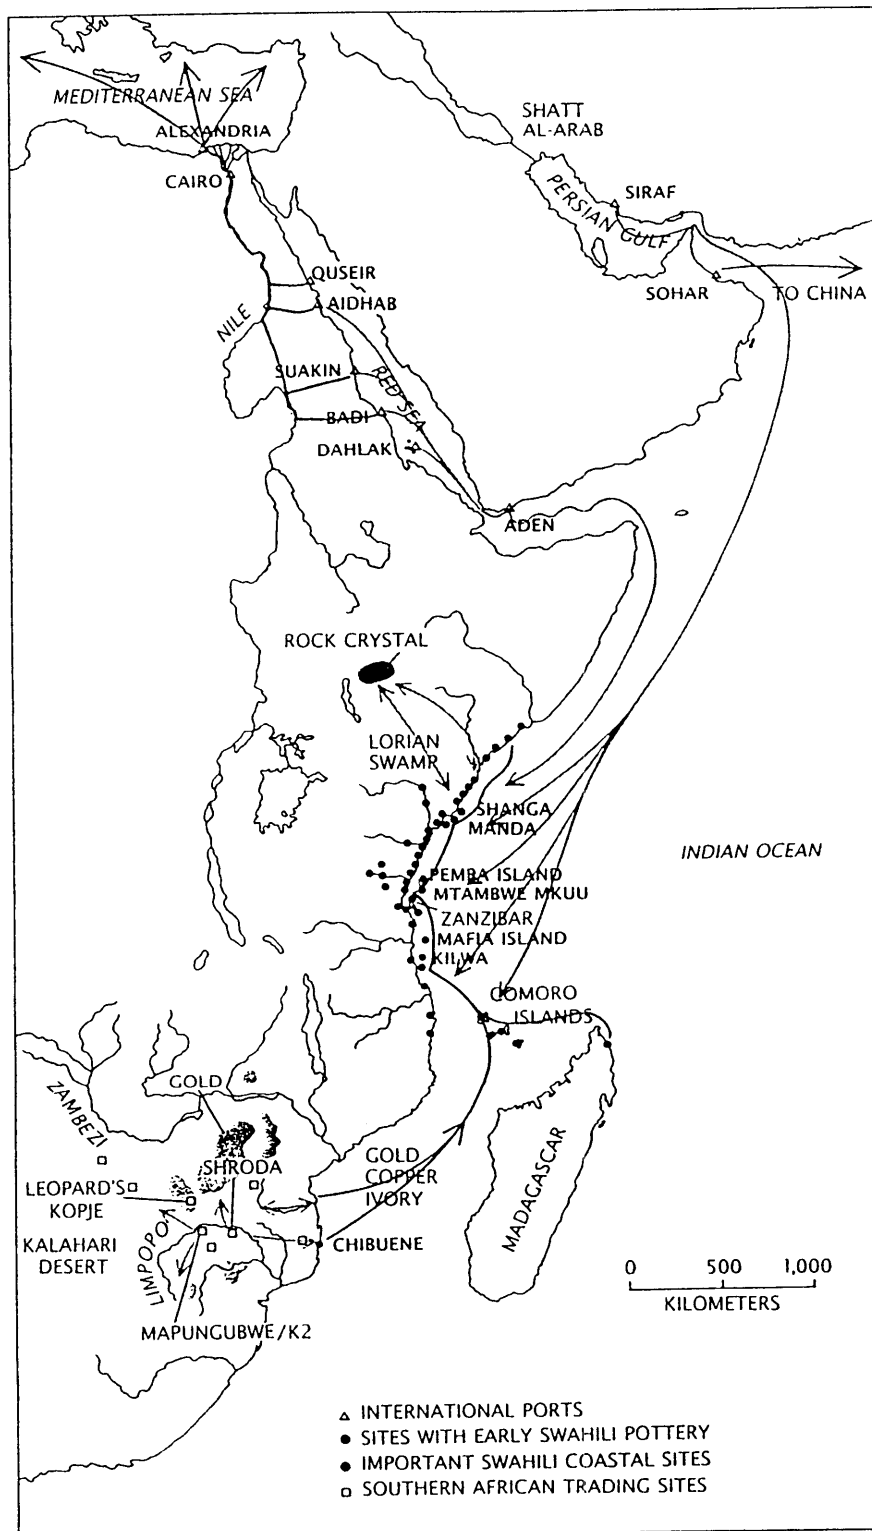 MEDITERRANEAN SEA
ALEXANDRIA
CAIRO
SHATT
AL-ARAB
SIRAF
PERSIAN GULF
QUSEIR
AIDHAB
SOHAR
TO CHINA
NILE
SUAKIN
RED SEA
BADI
DAHLAK
ADEN
ROCK CRYSTAL
LORIAN
SWAMP
SHANGA
MANDA
INDIAN OCEAN
PEMBA ISLAND
MTAMBWE MKUU
ZANZIBAR
MAFIA ISLAND
KILWA
COMORO
ISLANDS
GOLD
ZAMBEZI
SHRODA
GOLD
COPPER
IVORY
MADAGASCAR
LEOPARD'S
KOPJE
LIMPOPO
KALAHARI
DESERT
CHIBUENE
MAPUNGUBWE/K2
0 500 1,000
KILOMETERS
INTERNATIONAL PORTS
SITES WITH EARLY SWAHILI POTTERY
IMPORTANT SWAHILI COASTAL SITES
SOUTHERN AFRICAN TRADING SITES